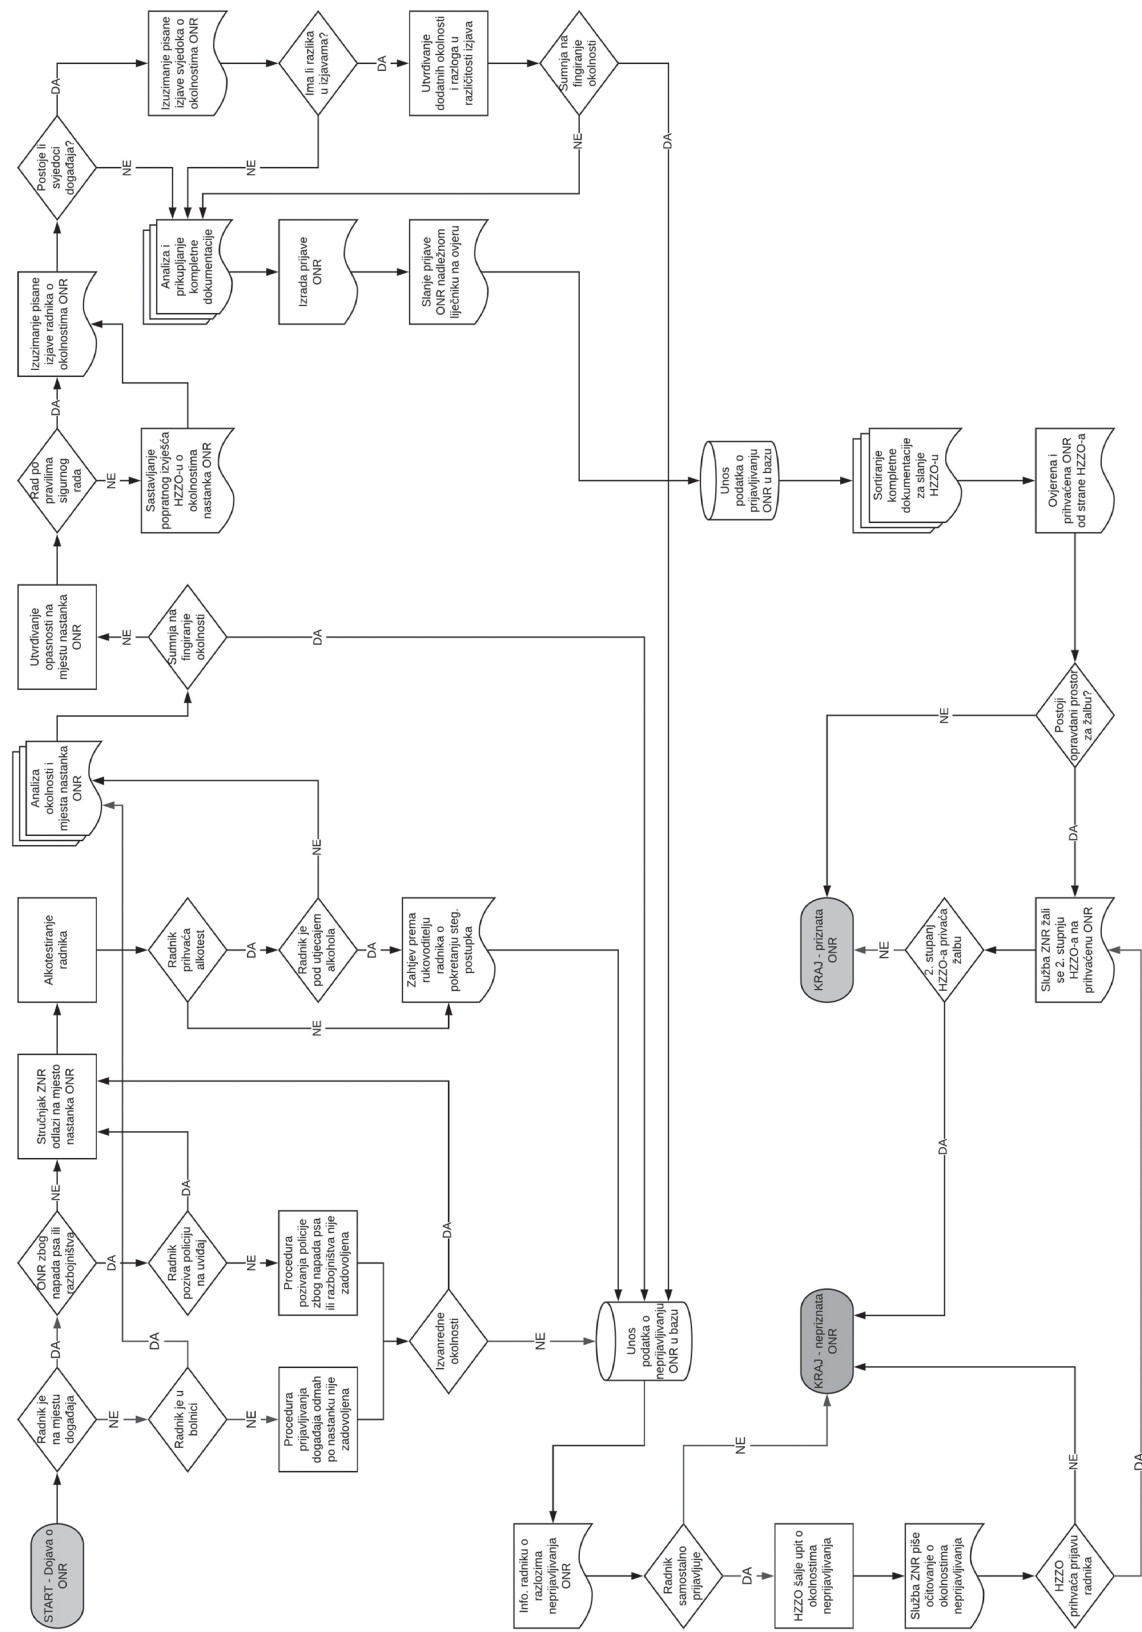 START - Dojava o
ONR
Radnik je
na mjestu
događaja
DA
NE
ONR zbog
napada psa ili
razbojništva
NE
DA
Stručnjak ZNR
odlazi na mjesto
nastanka ONR
Alkotestiranje
radnika
Analiza
okolnosti i
mjesta nastanka
ONR
Utvrđivanje
opasnosti na
mjestu nastanka
ONR
Rad po
pravilima
sigurnog
rada
DA
NE
Izuzimanje pisane
izjave radnika o
okolnostima ONR
Postoje li
svjedoci
događaja?
DA
NE
Radnik je u
bolnici
DA
NE
Radnik
poziva policiju
na uviđaj
DA
NE
Radnik
prihvaća
alkotest
DA
NE
Sumnja na
fingiranje
okolnosti
NE
DA
Sastavljanje
popratnog izvješća
HZZO-u o
okolnostima
nastanka ONR
Analiza i
prikupljanje
kompletne
dokumentacije
Izuzimanje pisane
izjave svjedoka o
okolnostima ONR
Procedura
prijavljivanja
događaja odmah
po nastanku nije
zadovoljena
Procedura
pozivanja policije
zbog napada psa
ili razbojništva nije
zadovoljena
Radnik je
pod utjecajem
alkohola
NE
DA
Izrada prijave
ONR
Ima li razlika
u izjavama?
NE
DA
Izvanredne
okolnosti
DA
NE
Zahtjev prema
rukovoditelju
radnika o
pokretanju steg.
postupka
Slanje prijave
ONR nadležnom
liječniku na ovjeru
Utvrđivanje
dodatnih okolnosti
i razloga u
različitosti izjava
Sumnja na
fingiranje
okolnosti
NE
DA
Info. radniku o
razlozima
neprijavljivanja
ONR
Unos
podatka o
neprijavljivanju
ONR u bazu
Radnik
samostalno
prijavljuje
NE
DA
Unos
podatka o
prijavljivanju
ONR u bazu
HZZO šalje upit o
okolnostima
neprijavljivanja
KRAJ - nepriznata
ONR
KRAJ - priznata
ONR
Sortiranje
kompletne
dokumentacije
za slanje
HZZO-u
Služba ZNR piše
očitovanje o
okolnostima
neprijavljivanja
2. stupanj
HZZO-a privaća
žalbu
NE
DA
HZZO
prihvaća prijavu
radnika
NE
DA
Služba ZNR žali
se 2. stupnju
HZZO-a na
prihvaćenu ONR
Postoji
opravdani prostor
za žalbu?
NE
DA
Ovjerena i
prihvaćena ONR
od strane HZZO-a